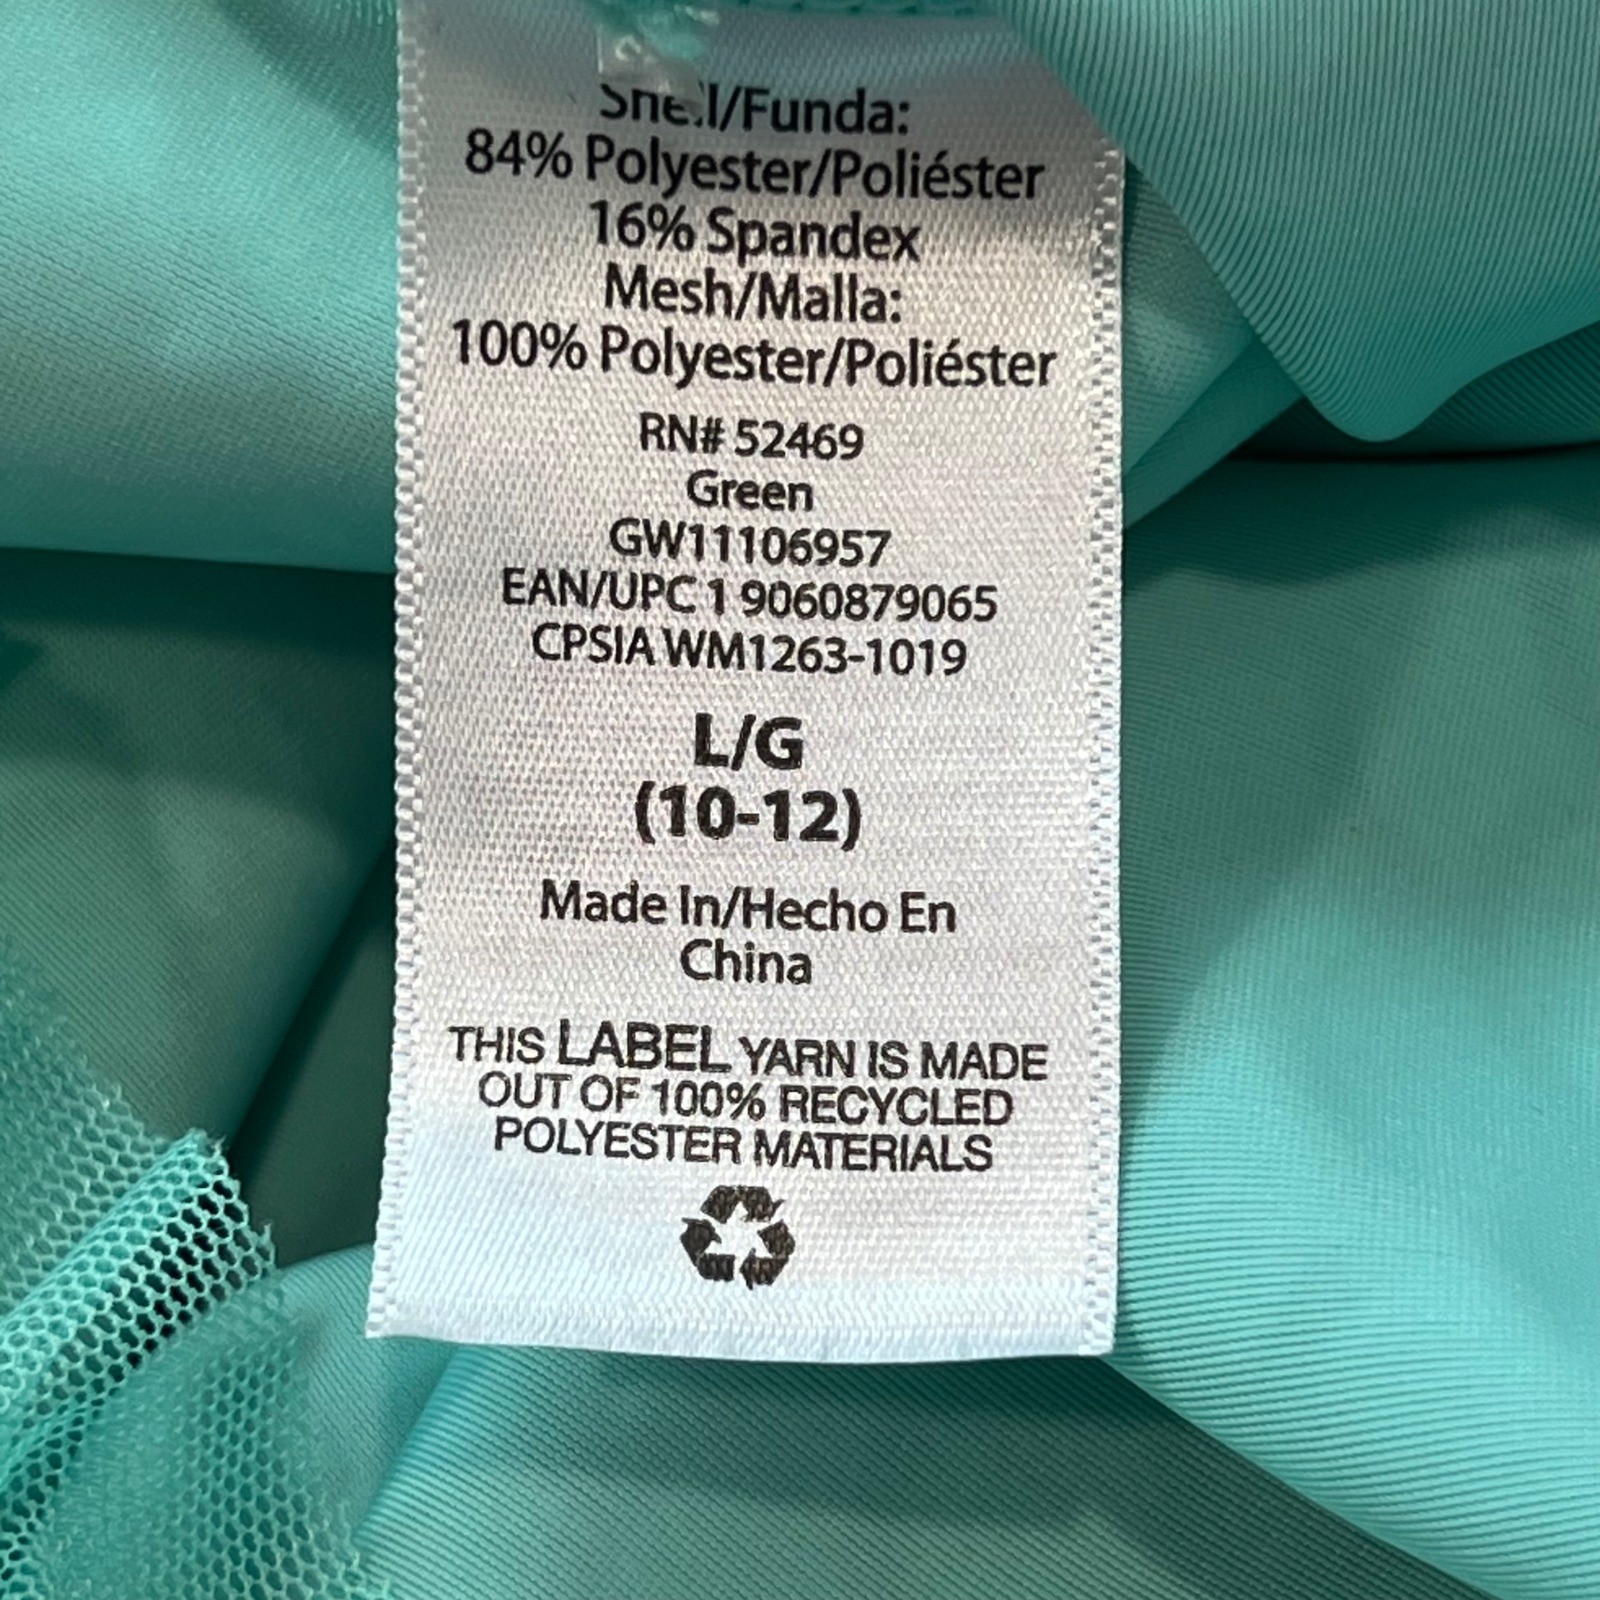 Shell/Funda:
84% Polyester/Poliéster
16% Spandex
Mesh/Malla:
100% Polyester/Poliéster
RN# 52469
Green
GW11106957
EAN/UPC 1 9060879065
CPSIA WM1263-1019
L/G
(10-12)
Made In/Hecho En
China
THIS LABEL YARN IS MADE
OUT OF 100% RECYCLED
POLYESTER MATERIALS